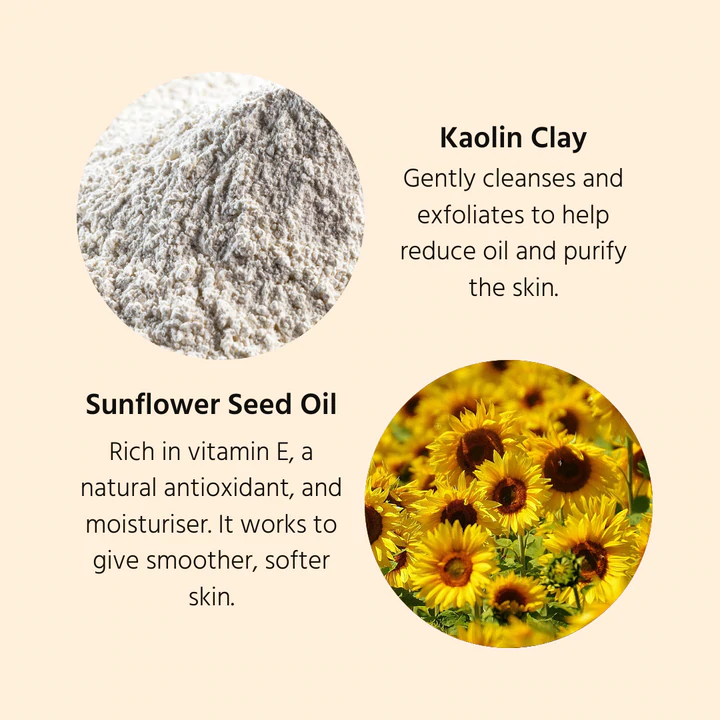 Kaolin Clay
Gently cleanses and
exfoliates to help
reduce oil and purify
the skin.
Sunflower Seed Oil
Rich in vitamin E, a
natural antioxidant, and
moisturiser. It works to
give smoother, softer
skin.